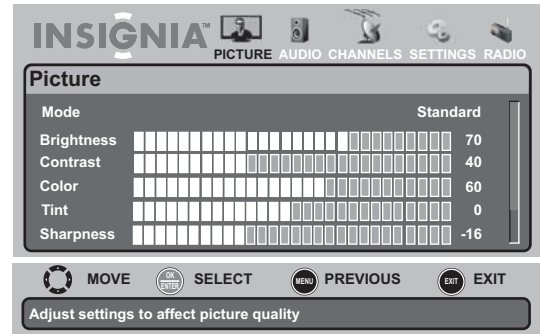 INSIGNIA™
PICTURE AUDIO CHANNELS SETTINGS RADIO
Picture
Mode Standard
Brightness 70
Contrast 40
Color 60
Tint 0
Sharpness -16
MOVE OK ENTER SELECT MENU PREVIOUS EXIT EXIT
Adjust settings to affect picture quality